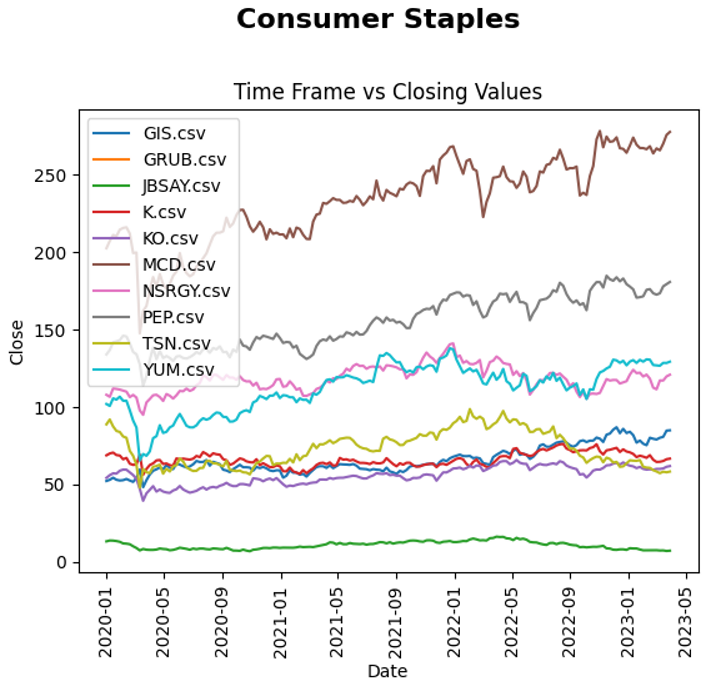 Consumer Staples
Time Frame vs Closing Values
GIS.csv
GRUB.csv
JBSAY.csv
K.csv
KO.csv
MCD.csv
NSRGY.csv
PEP.csv
TSN.csv
YUM.csv
Close
250
200
150
100
50
0
2020-01
2020-05
2020-09
2021-01
2021-05
2021-09
2022-01
2022-05
2022-09
2023-01
2023-05
Date